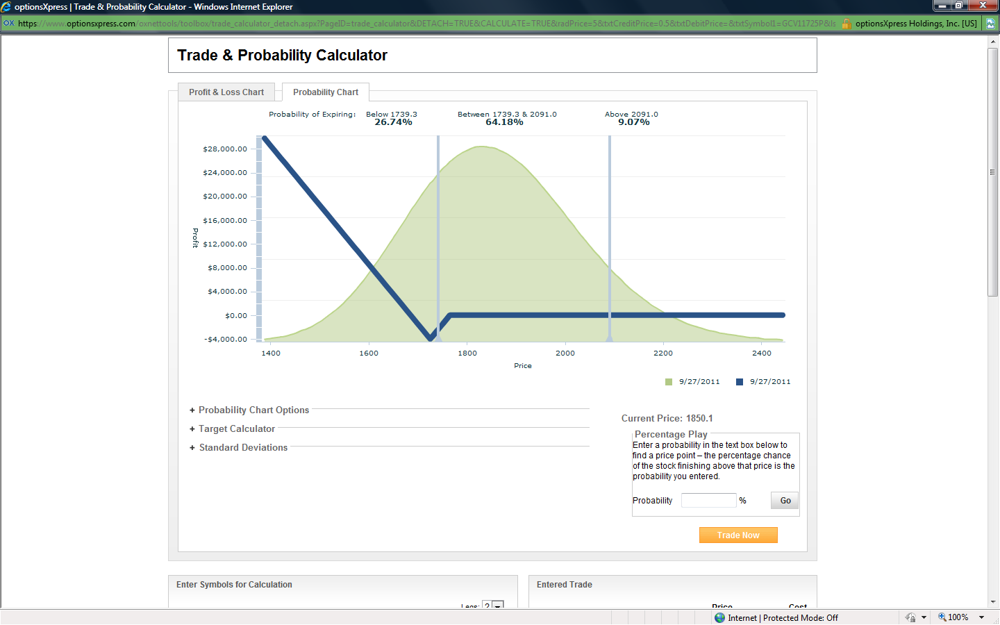 optionsXpress | Trade & Probability Calculator - Windows Internet Explorer
https://www.optionsxpress.com/oxnettools/toolbox/trade_calculator_detach.aspx?PageID=trade_calculator&DETACH=TRUE&CALCULATE=TRUE&radPrice=5&txtCreditPrice=0.5&txtDebitPrice=&txtSymbol1=GCV11725P&ls optionsXpress Holdings, Inc. [US]
Trade & Probability Calculator
Profit & Loss Chart Probability Chart
Probability of Expiring: Below 1739.3 Between 1739.3 & 2091.0 Above 2091.0
26.74% 64.18% 9.07%
$28,000.00
$24,000.00
$20,000.00
$16,000.00
Profit
$12,000.00
$8,000.00
$4,000.00
$0.00
-$4,000.00
1400 1600 1800 2000 2200 2400
Price
9/27/2011 9/27/2011
+ Probability Chart Options
+ Target Calculator
+ Standard Deviations
Current Price: 1850.1
Percentage Play
Enter a probability in the text box below to
find a price point – the percentage chance
of the stock finishing above that price is the
probability you entered.
Probability %
Go
Trade Now
Enter Symbols for Calculation
Legs: 2
Entered Trade
Price Cost
Internet | Protected Mode: Off
100%